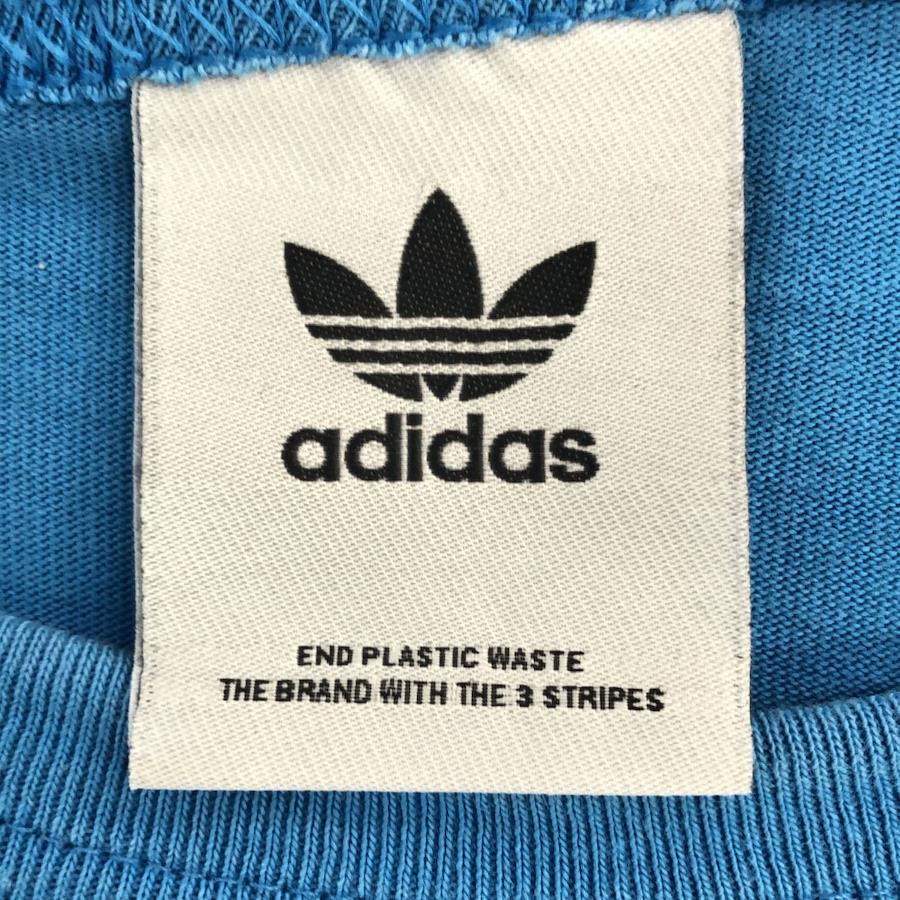 adidas
END PLASTIC WASTE
THE BRAND WITH THE 3 STRIPES